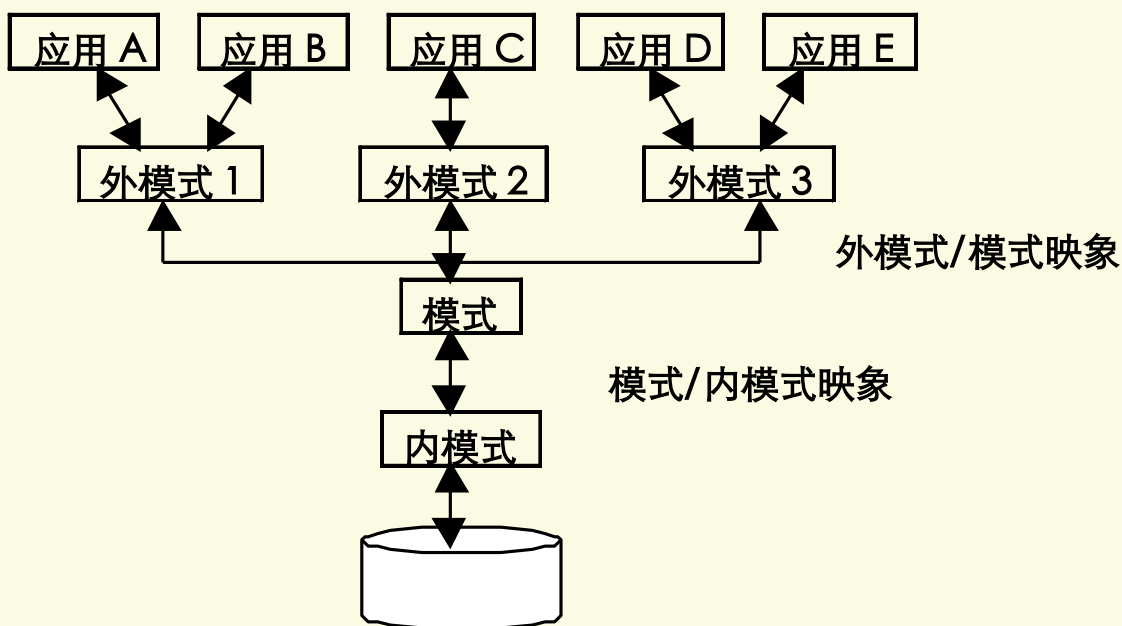 应用 A
应用 B
应用 C
应用 D
应用 E
外模式 1
外模式 2
外模式 3
外模式/模式映象
模式
模式/内模式映象
内模式